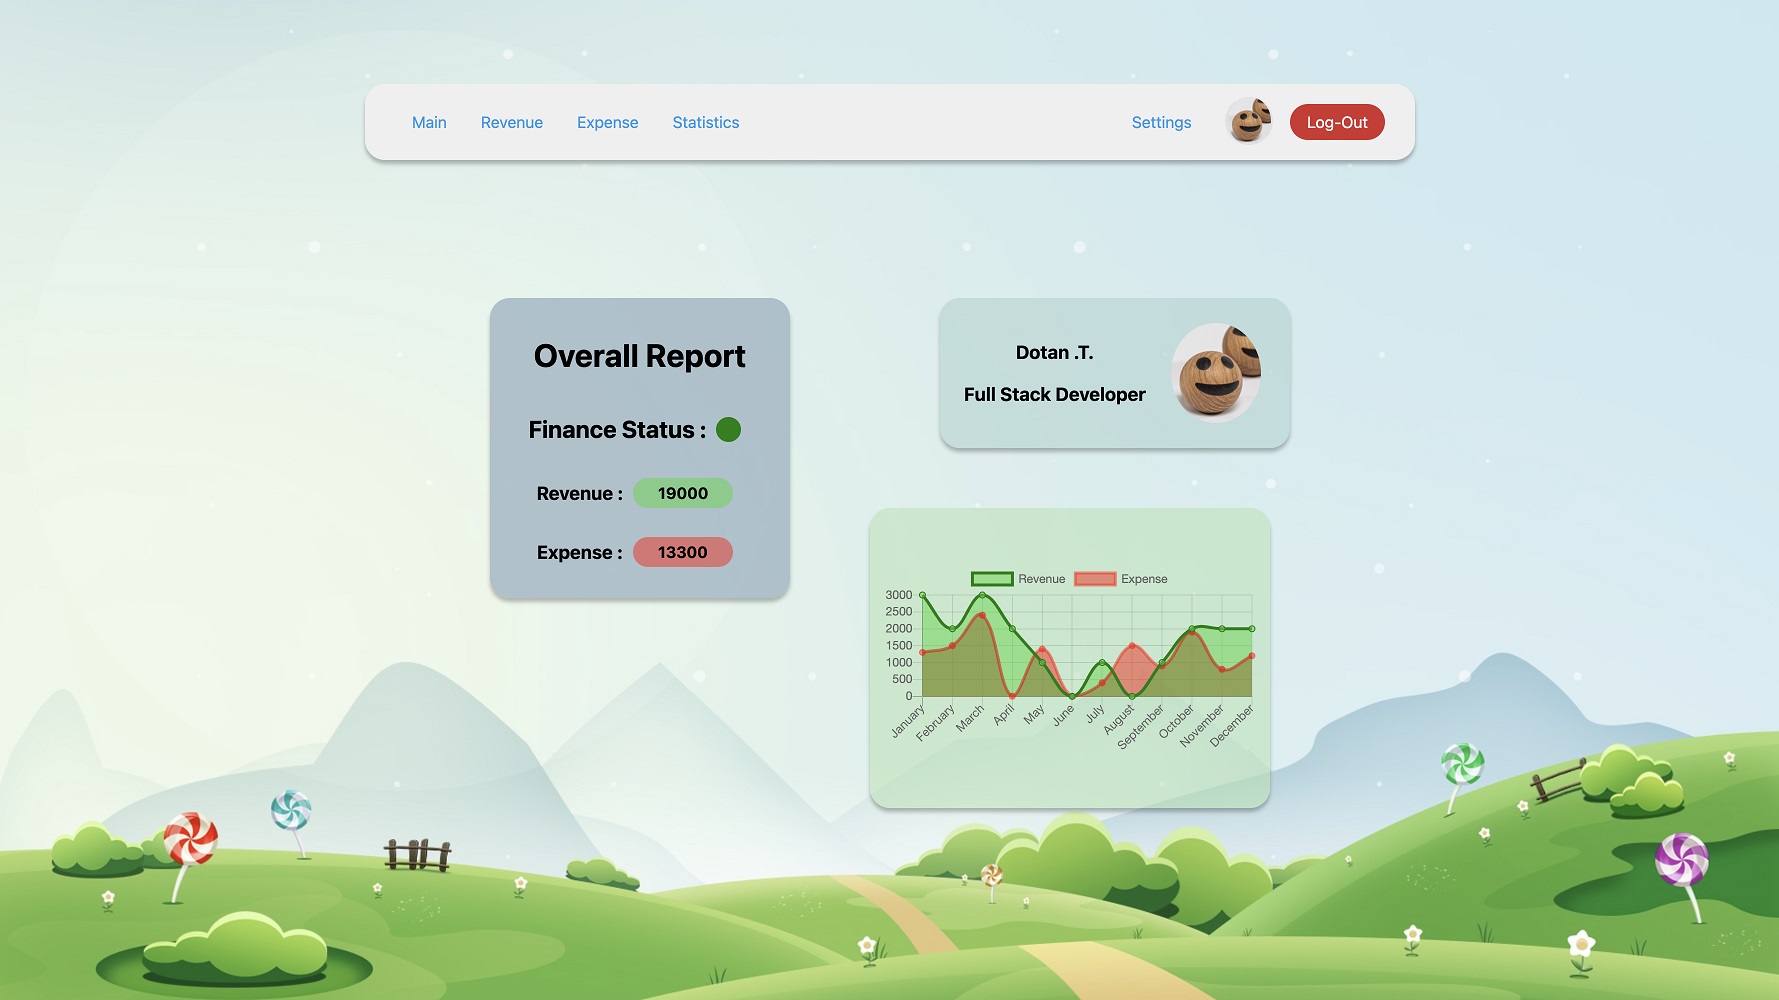 Main Revenue Expense Statistics Settings Log-Out
Overall Report
Finance Status :
Revenue : 19000
Expense : 13300
Dotan .T.
Full Stack Developer
Revenue Expense
3000
2500
2000
1500
1000
500
0
January February March April May June July August September October November December